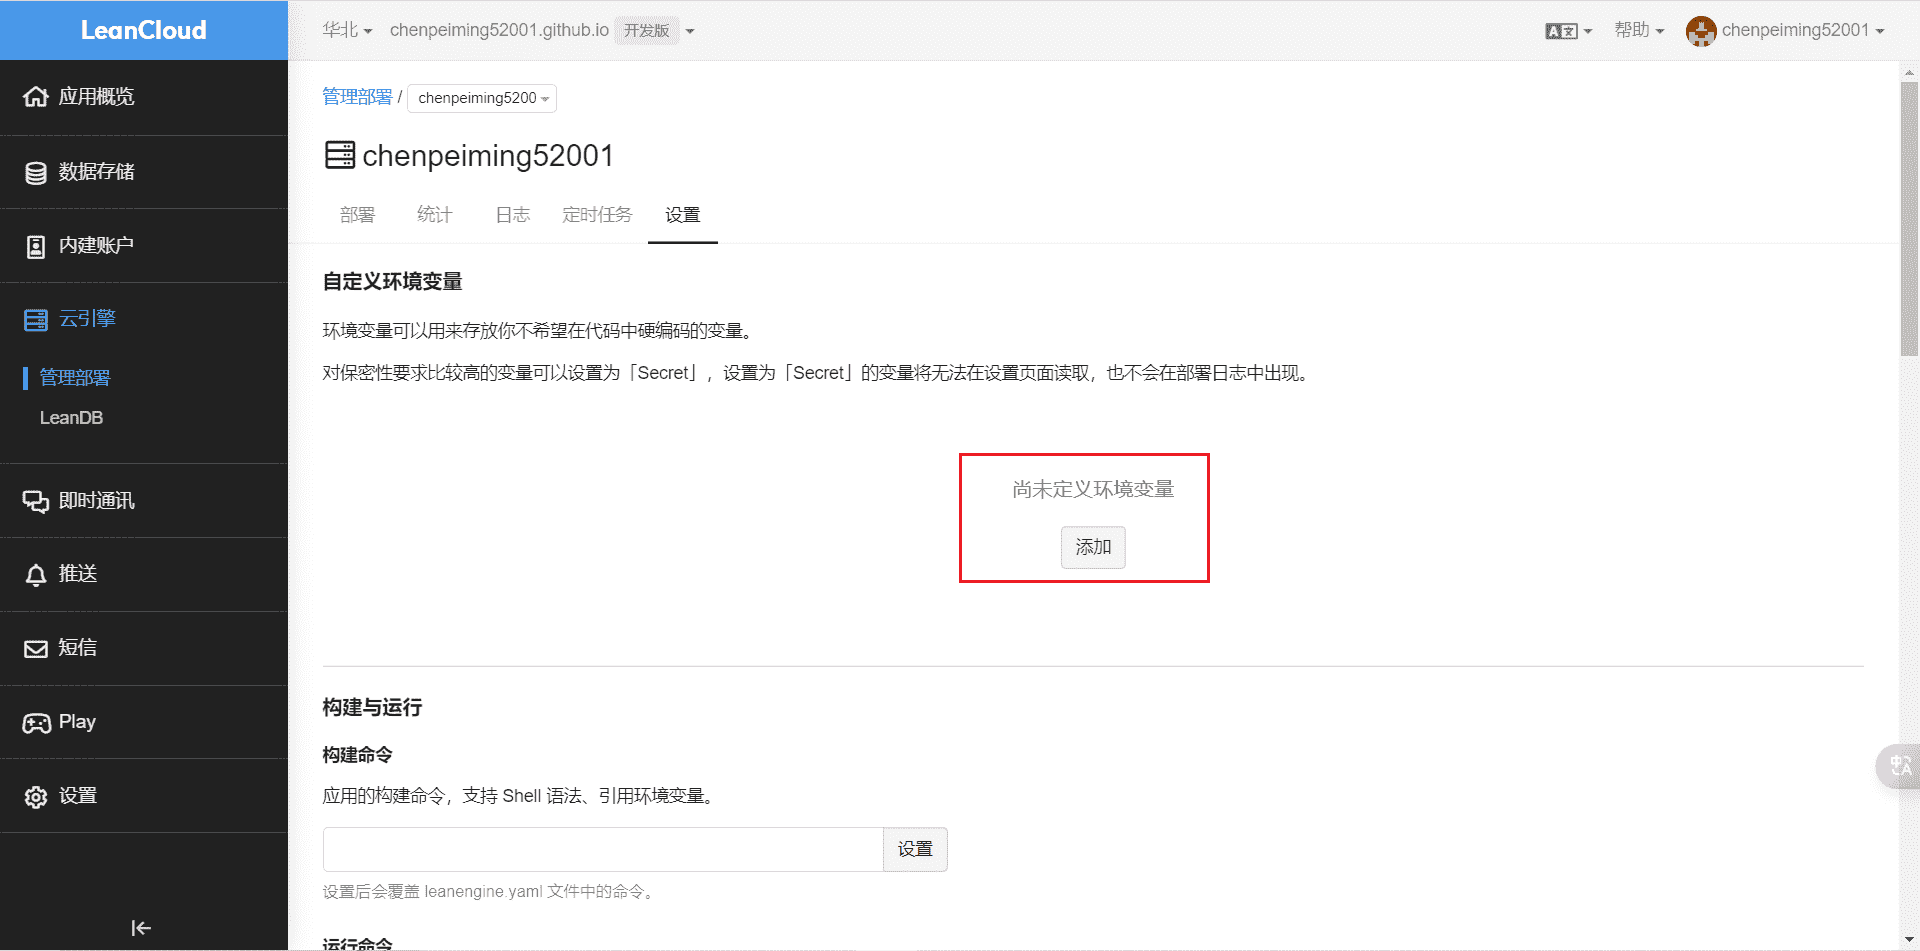 LeanCloud
华北
chenpeiming52001.github.io 开发版
帮助
chenpeiming52001
应用概览
数据存储
内建账户
云引擎
管理部署
LeanDB
即时通讯
推送
短信
Play
设置
管理部署 / chenpeiming5200
chenpeiming52001
部署 统计 日志 定时任务 设置
自定义环境变量
环境变量可以用来存放你不希望在代码中硬编码的变量。
对保密性要求比较高的变量可以设置为「Secret」，设置为「Secret」的变量将无法在设置页面读取，也不会在部署日志中出现。
尚未定义环境变量
添加
构建与运行
构建命令
应用的构建命令，支持 Shell 语法、引用环境变量。
设置
设置后会覆盖 leanengine.yaml 文件中的命令。
运行命令